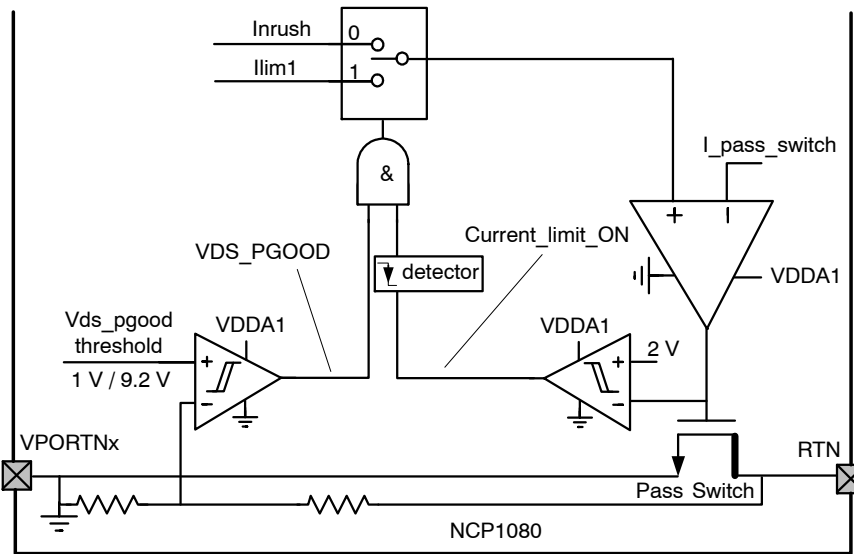 Inrush
0
Ilim1
1
I_pass_switch
&
+
−
VDS_PGOOD
Current_limit_ON
detector
VDDA1
Vds_pgood
threshold
1 V / 9.2 V
VDDA1
+
−
VDDA1
2 V
+
−
VPORTNx
RTN
Pass Switch
NCP1080